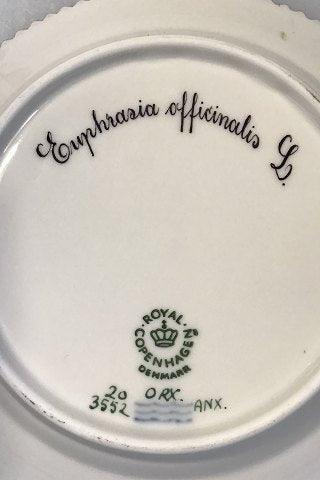 Euphrasia officinalis L.
ROYAL
COPENHAGEN
DENMARK
20 ORX.
3552 ANX.